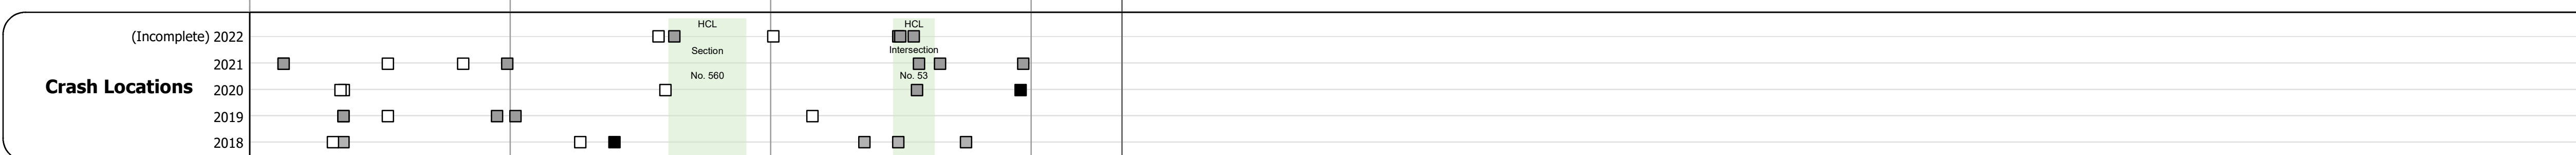 HCL
HCL
(Incomplete) 2022
Section
Intersection
2021
No. 560
No. 53
Crash Locations
2020
2019
2018